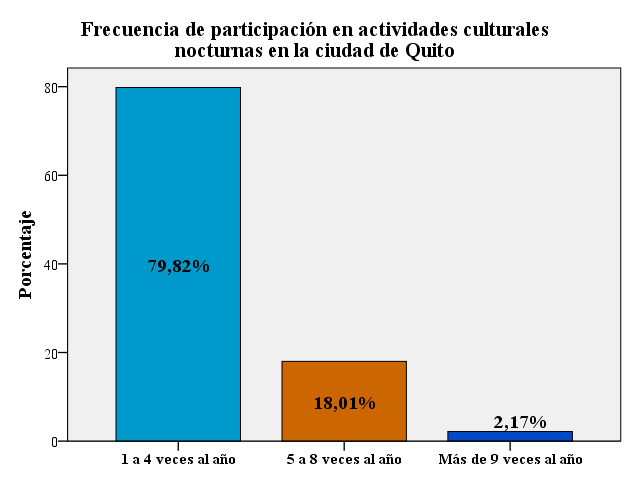 Frecuencia de participación en actividades culturales
nocturnas en la ciudad de Quito
Porcentaje
80
60
40
20
0
79,82%
18,01%
2,17%
1 a 4 veces al año
5 a 8 veces al año
Más de 9 veces al año